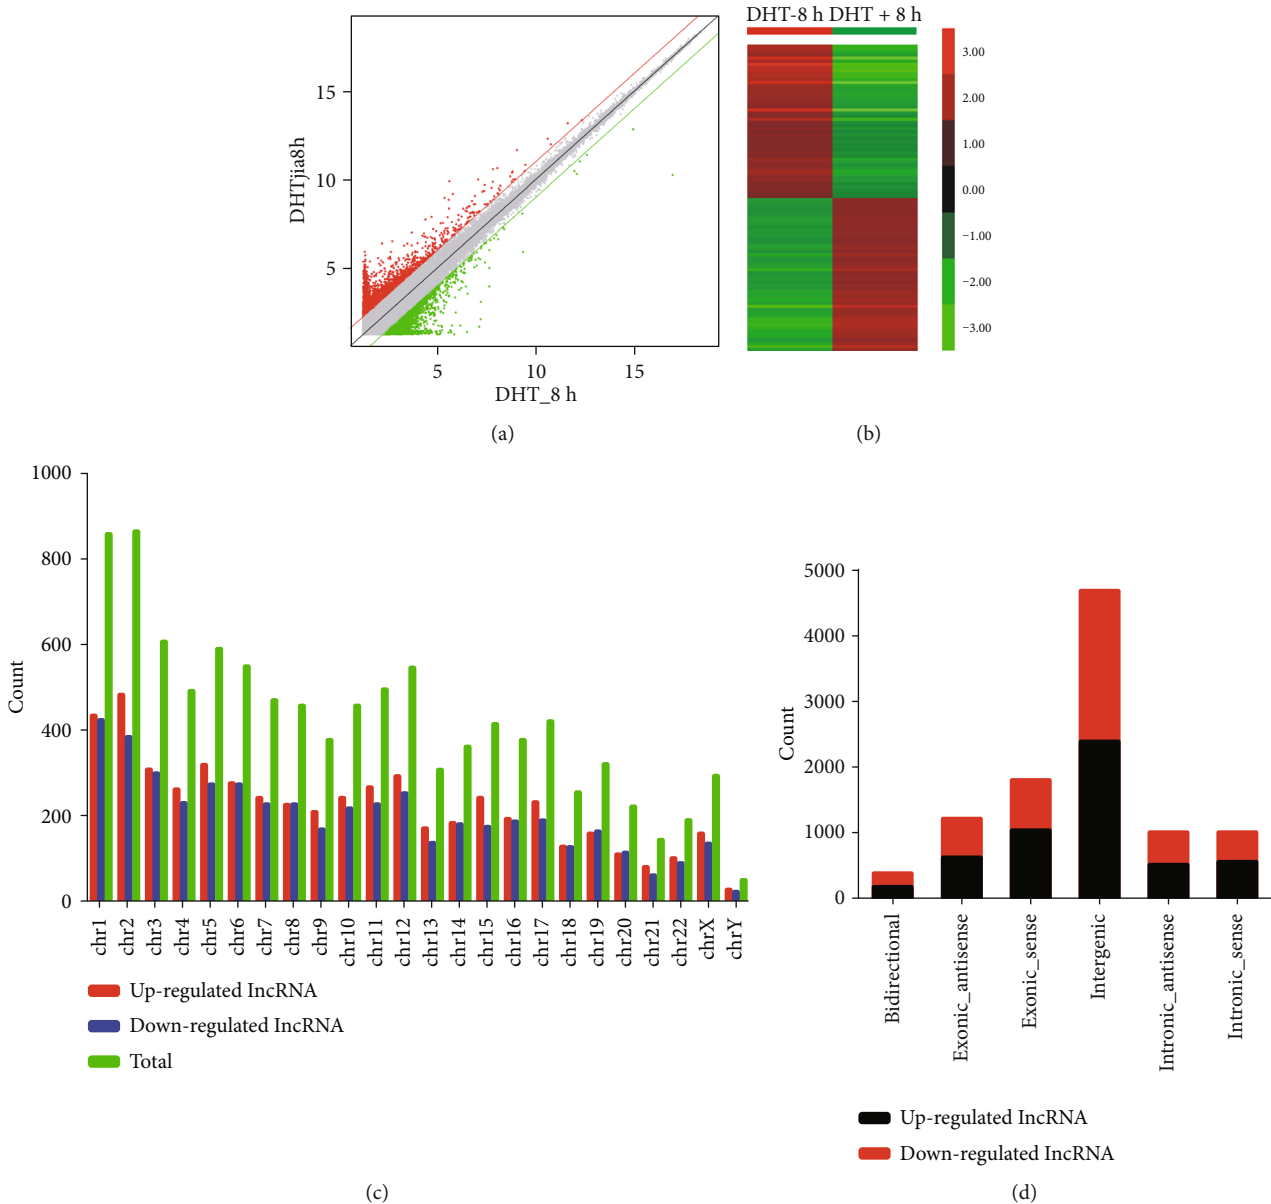 DHTjia8h
15
10
5
5 10 15
DHT_8 h
(a)
DHT-8 h DHT + 8 h
3.00
2.00
1.00
0.00
−1.00
−2.00
−3.00
(b)
Count
1000
800
600
400
200
0
chr1 chr2 chr3 chr4 chr5 chr6 chr7 chr8 chr9 chr10 chr11 chr12 chr13 chr14 chr15 chr16 chr17 chr18 chr19 chr20 chr21 chr22 chrX chrY
Up-regulated IncRNA
Down-regulated IncRNA
Total
(c)
Count
5000
4000
3000
2000
1000
0
Bidirectional
Exonic_antisense
Exonic_sense
Intergenic
Intronic_antisense
Intronic_sense
Up-regulated IncRNA
Down-regulated IncRNA
(d)